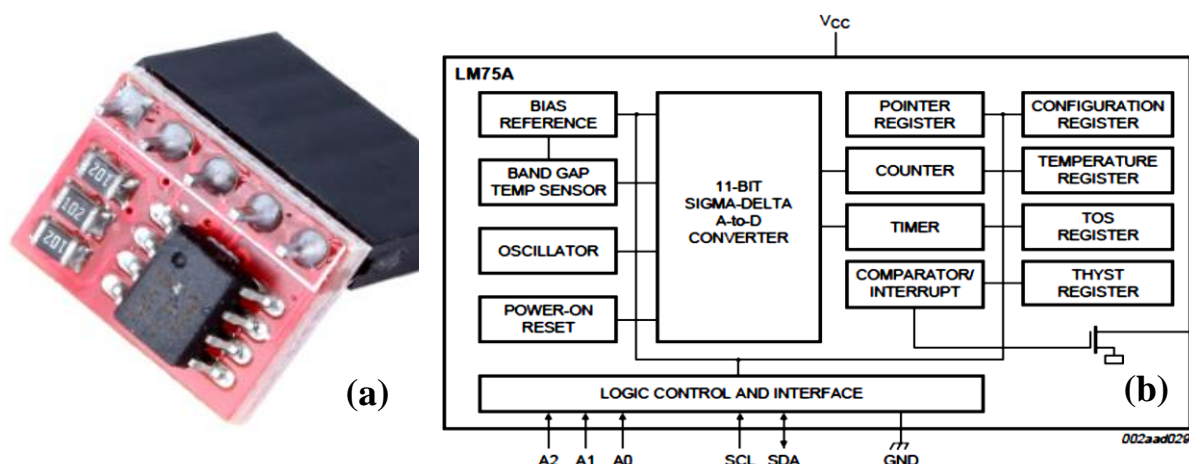 201
102
201
(a)
VCC
LM75A
BIAS
REFERENCE
BAND GAP
TEMP SENSOR
OSCILLATOR
POWER-ON
RESET
11-BIT
SIGMA-DELTA
A-to-D
CONVERTER
POINTER
REGISTER
COUNTER
TIMER
COMPARATOR/
INTERRUPT
CONFIGURATION
REGISTER
TEMPERATURE
REGISTER
TOS
REGISTER
THYST
REGISTER
(b)
LOGIC CONTROL AND INTERFACE
002aad029
A2 A1 A0 SCL SDA GND